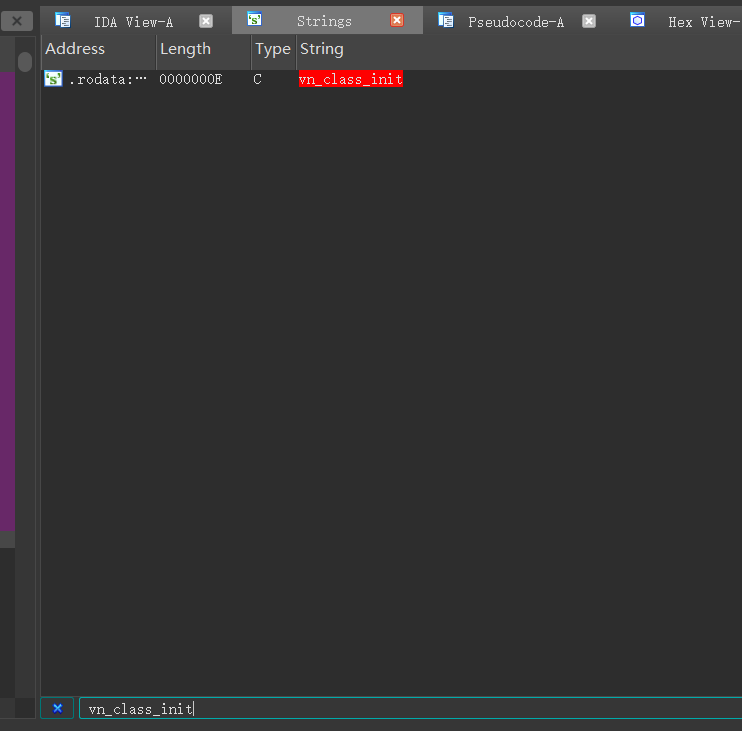 IDA View-A Strings Pseudocode-A Hex View-
Address Length Type String
.rodata:… 0000000E C vn_class_init
vn_class_init